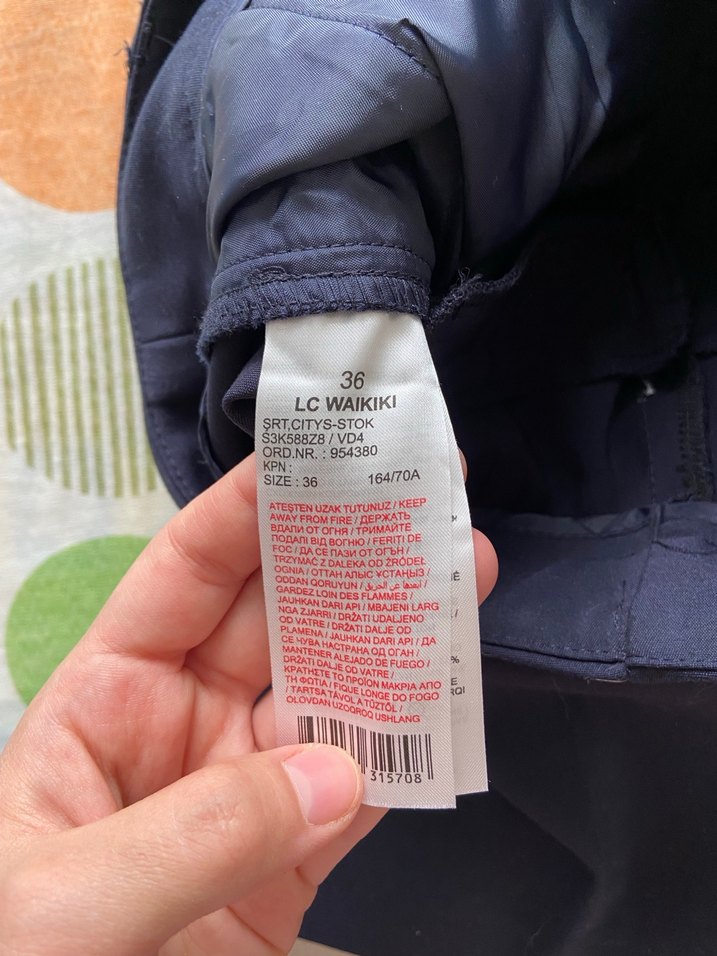 36
LC WAIKIKI
ŞRT,CITYS-STOK
S3K588Z8 / VD4
ORD.NR. : 954380
KPN :
SIZE : 36 164/70A
ATEŞTEN UZAK TUTUNUZ / KEEP
AWAY FROM FIRE / ДЕРЖАТЬ
ВДАЛИ ОТ ОГНЯ / ТРИМАЙТЕ
ПОДАЛІ ВІД ВОГНЮ / FERIȚI DE
FOC / ДА СЕ ПАЗИ ОТ ОГЪН /
TRZYMAĆ Z DALEKA OD ŹRÓDEŁ
OGNIA / ОТТАН АЛЫС ҰСТАҢЫЗ /
ODDAN QORUYUN / ابعدها عن الحريق /
GARDEZ LOIN DES FLAMMES /
JAUHKAN DARI API / MBAJENI LARG
NGA ZJARRI / DRŽATI UDALJENO
OD VATRE / DRŽATI DALJE OD
PLAMENA / JAUHKAN DARI API / ДА
СЕ ЧУВА НАСТРАНА ОД ОГАН /
MANTENER ALEJADO DE FUEGO /
DRŽATI DALJE OD VATRE /
ΚΡΑΤΗΣΤΕ ΤΟ ΠΡΟΪΟΝ ΜΑΚΡΙΑ ΑΠΟ
ΤΗ ΦΩΤΙΑ / FIQUE LONGE DO FOGO
/ TARTSA TÁVOL A TŰZTŐL /
OLOVDAN UZOQROQ USHLANG
315708